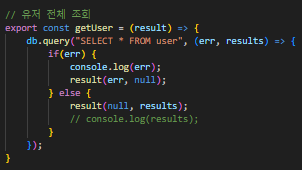 // 유저 전체 조회
export const getUser = (result) => {
    db.query("SELECT * FROM user", (err, results) => {
        if(err) {
            console.log(err);
            result(err, null);
        } else {
            result(null, results);
            // console.log(results);
        }
    });
}